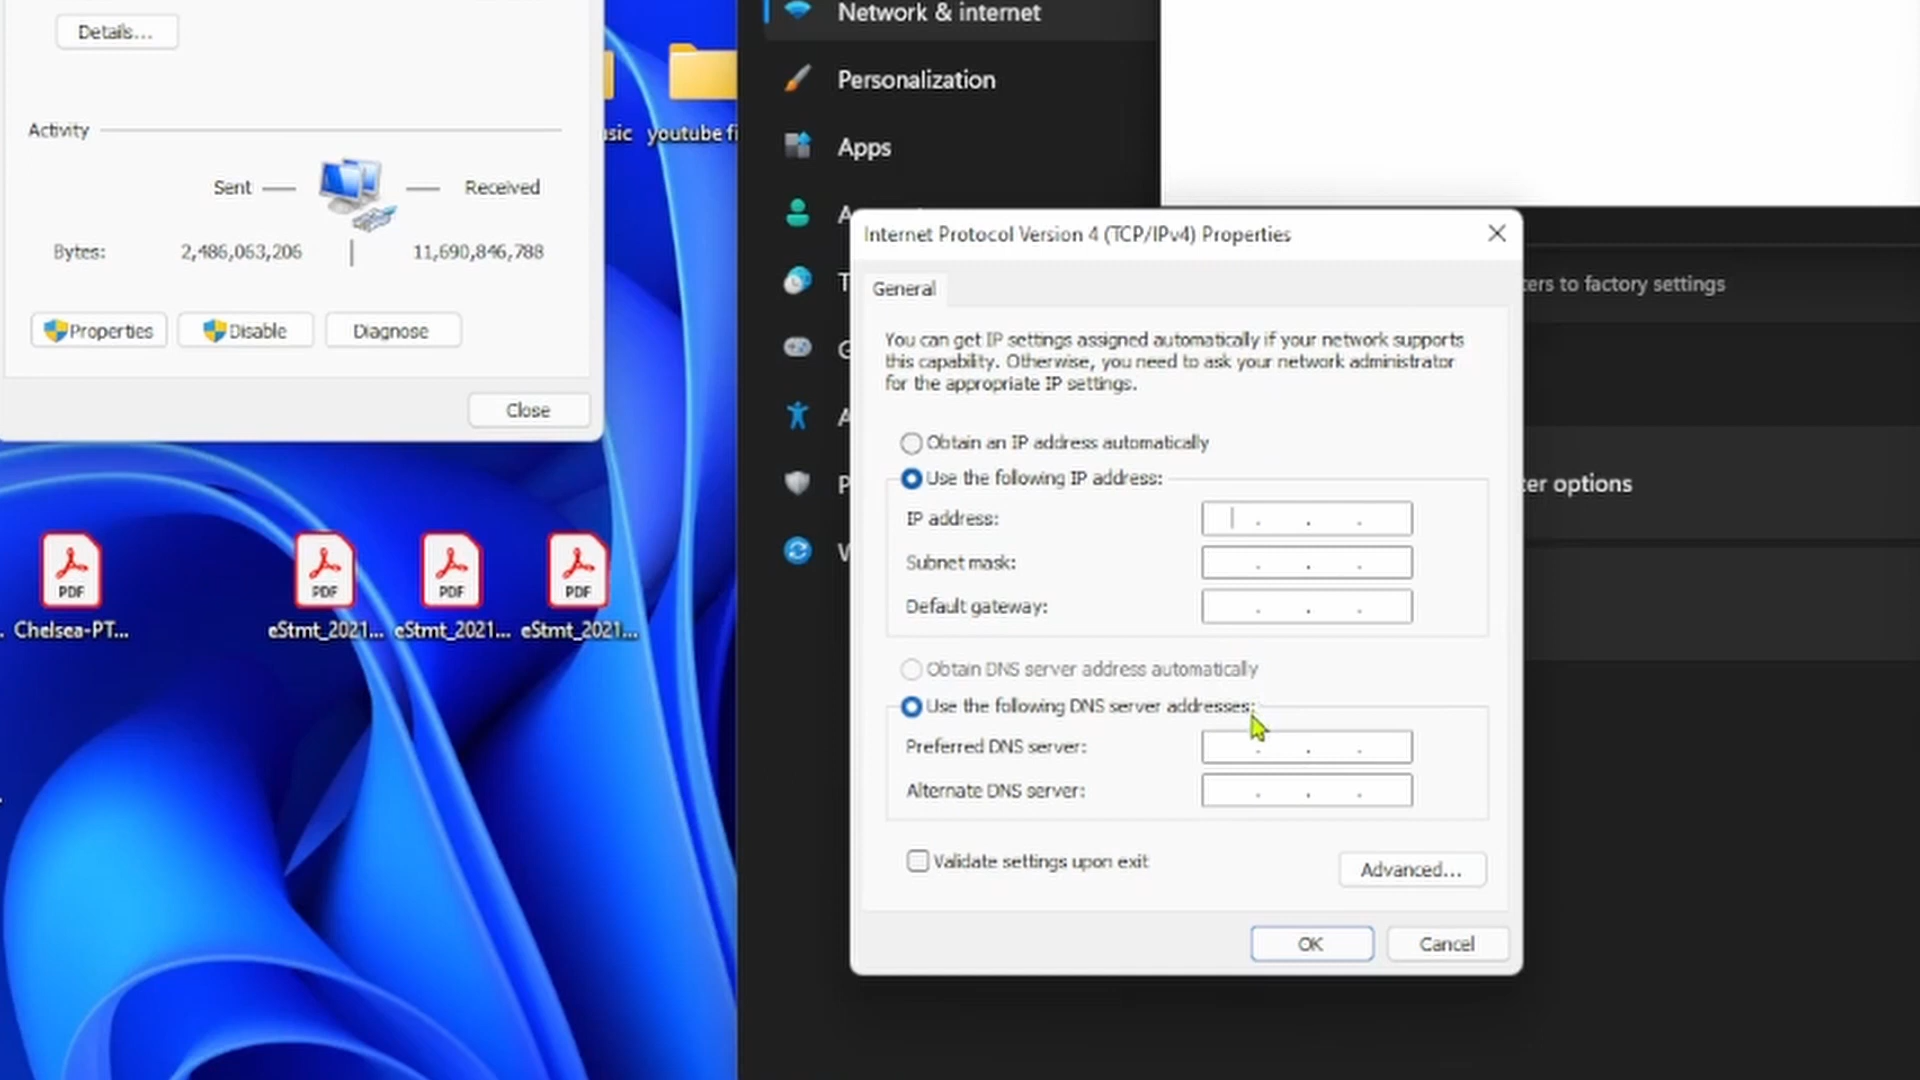 Details...
Activity
Sent
Received
Bytes:
2,486,063,206
11,690,846,788
Properties
Disable
Diagnose
Close
youtube fi
PDF
Chelsea-PT...
PDF
eStmt_2021...
PDF
eStmt_2021...
PDF
eStmt_2021...
Network & internet
Personalization
Apps
Internet Protocol Version 4 (TCP/IPv4) Properties
General
You can get IP settings assigned automatically if your network supports
this capability. Otherwise, you need to ask your network administrator
for the appropriate IP settings.
Obtain an IP address automatically
Use the following IP address:
IP address:
Subnet mask:
Default gateway:
Obtain DNS server address automatically
Use the following DNS server addresses:
Preferred DNS server:
Alternate DNS server:
Validate settings upon exit
Advanced...
OK
Cancel
to factory settings
options